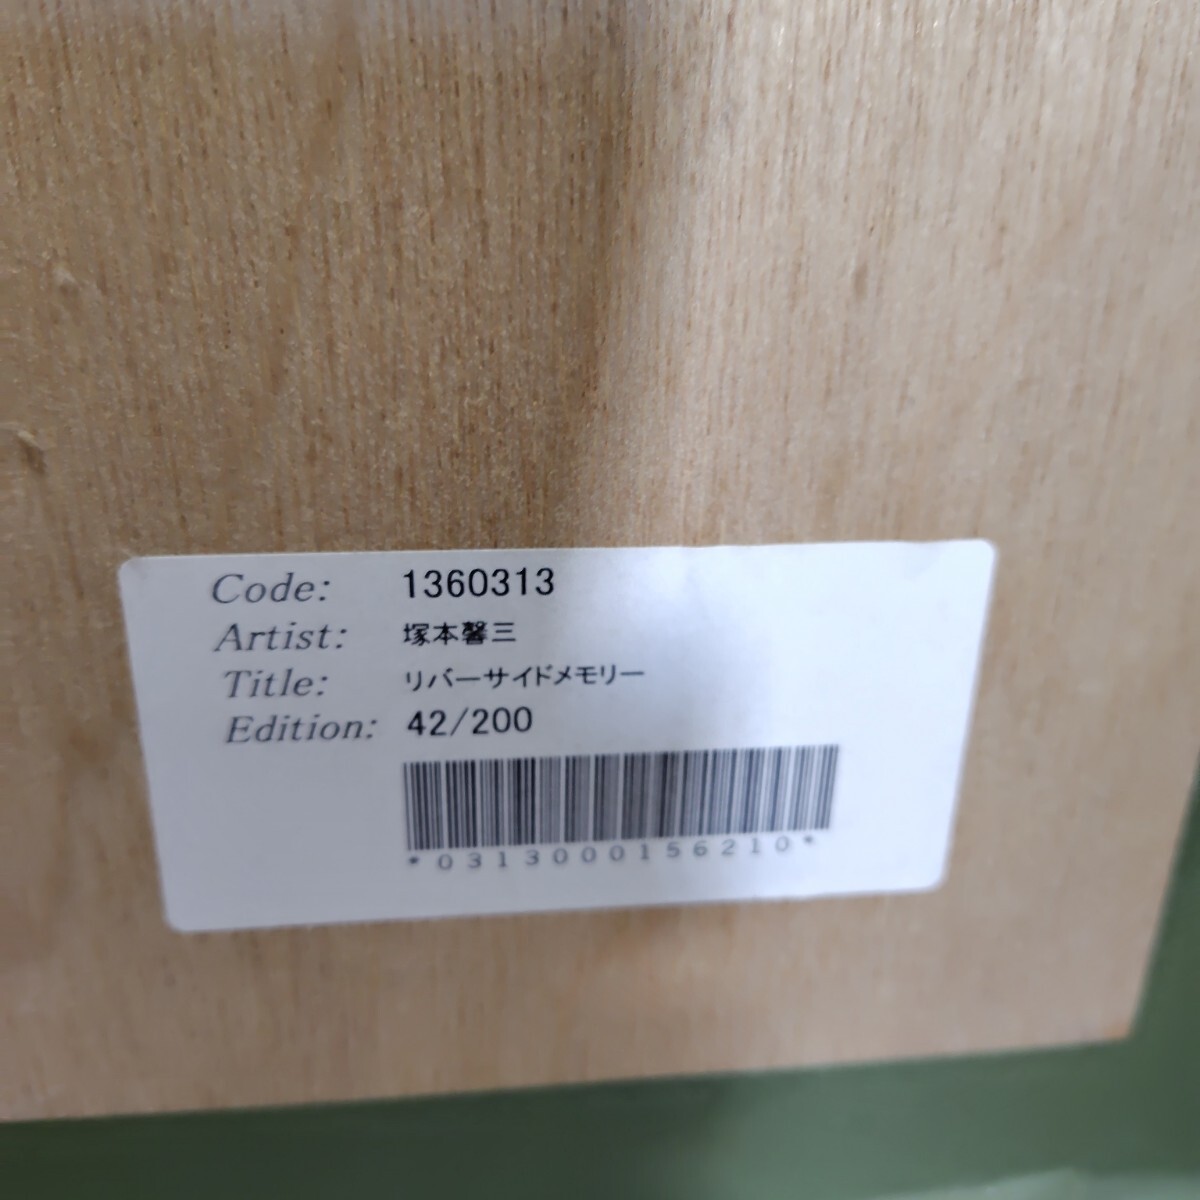 Code: 1360313
Artist: 塚本馨三
Title: リバーサイドメモリー
Edition: 42/200
*0313000156210*